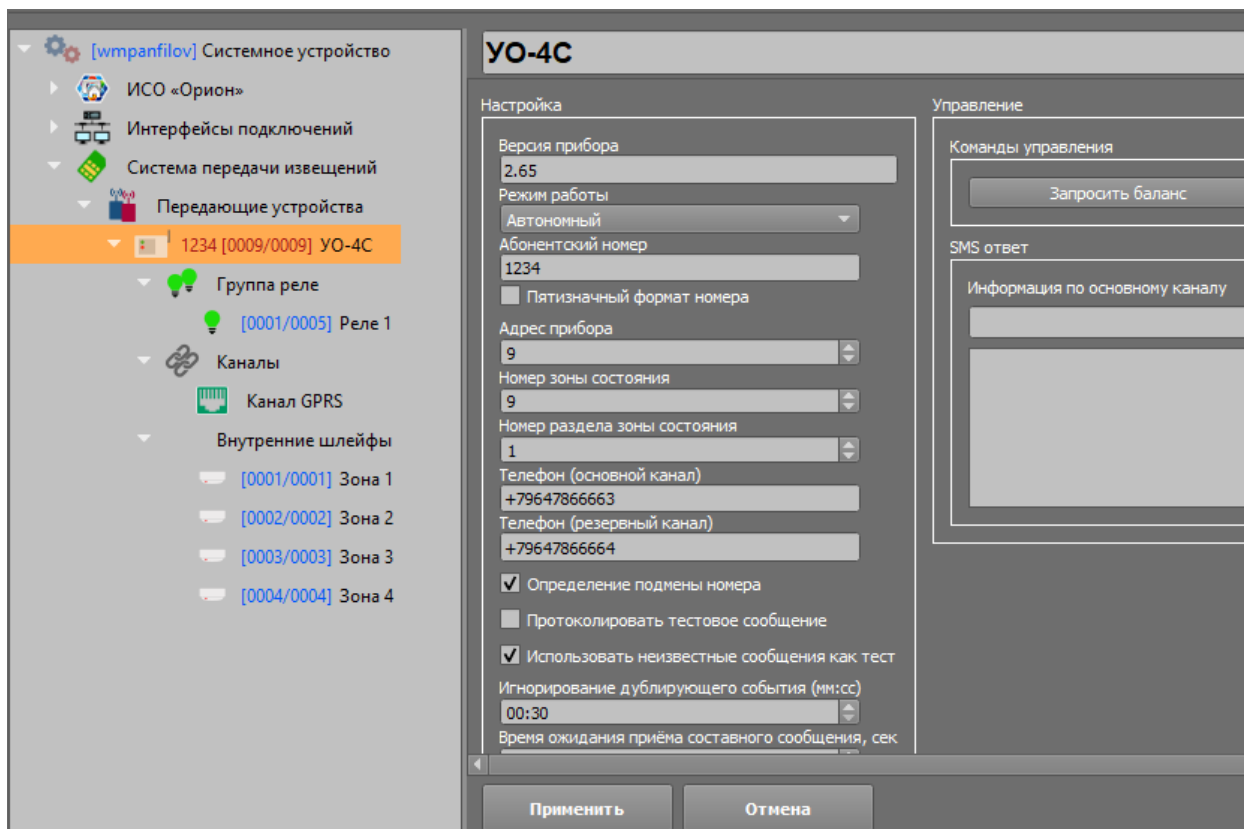 [wmpanfilov] Системное устройство
ИСО «Орион»
Интерфейсы подключений
Система передачи извещений
Передающие устройства
1234 [0009/0009] УО-4С
Группа реле
[0001/0005] Реле 1
Каналы
Канал GPRS
Внутренние шлейфы
[0001/0001] Зона 1
[0002/0002] Зона 2
[0003/0003] Зона 3
[0004/0004] Зона 4
УО-4С
Настройка
Версия прибора
2.65
Режим работы
Автономный
Абонентский номер
1234
Пятизначный формат номера
Адрес прибора
9
Номер зоны состояния
9
Номер раздела зоны состояния
1
Телефон (основной канал)
+79647866663
Телефон (резервный канал)
+79647866664
Определение подмены номера
Протоколировать тестовое сообщение
Использовать неизвестные сообщения как тест
Игнорирование дублирующего события (мм:сс)
00:30
Время ожидания приёма составного сообщения, сек
Применить
Отмена
Управление
Команды управления
Запросить баланс
SMS ответ
Информация по основному каналу